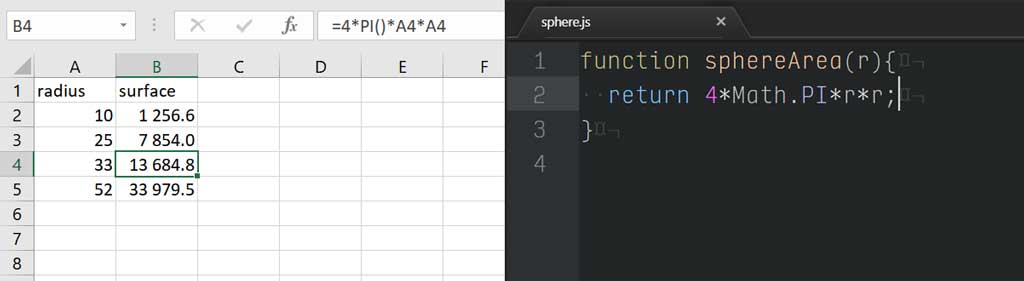 B4 fx =4*PI()*A4*A4
A B C D E F
1 radius surface
2 10 1 256.6
3 25 7 854.0
4 33 13 684.8
5 52 33 979.5
6
7
8
sphere.js ×
1 function sphereArea(r){¤¬
2 ··return 4*Math.PI*r*r;¤¬
3 }¤¬
4